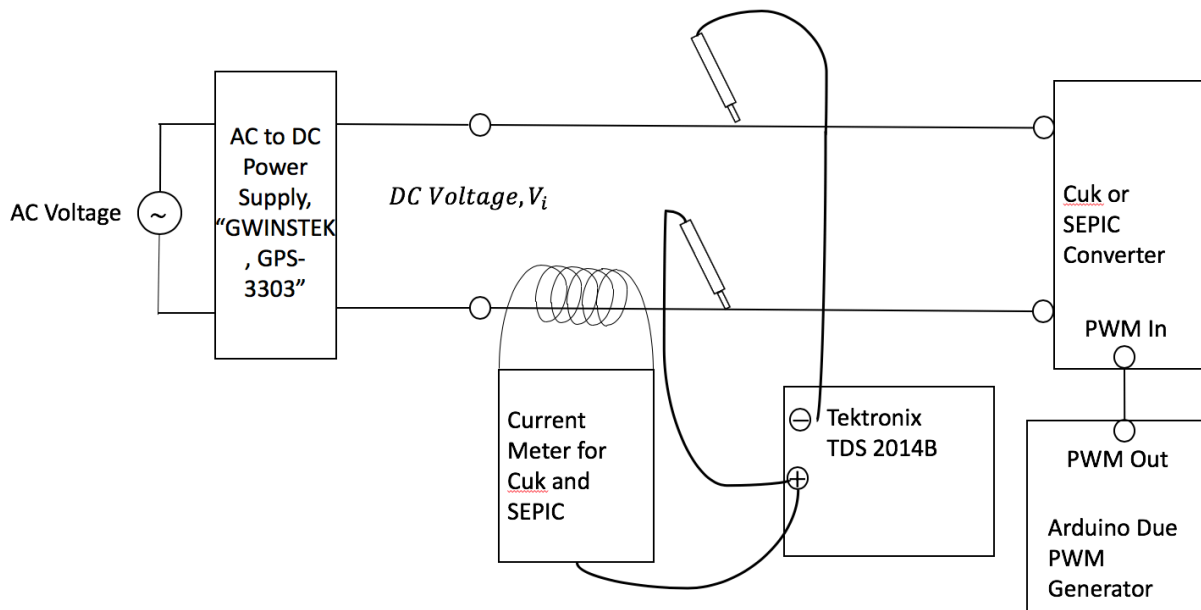 AC Voltage
~
AC to DC
Power
Supply,
“GWINSTEK
, GPS-
3303”
DC Voltage, Vᵢ
Cuk or
SEPIC
Converter
PWM In
Current
Meter for
Cuk and
SEPIC
−
+
Tektronix
TDS 2014B
PWM Out
Arduino Due
PWM
Generator